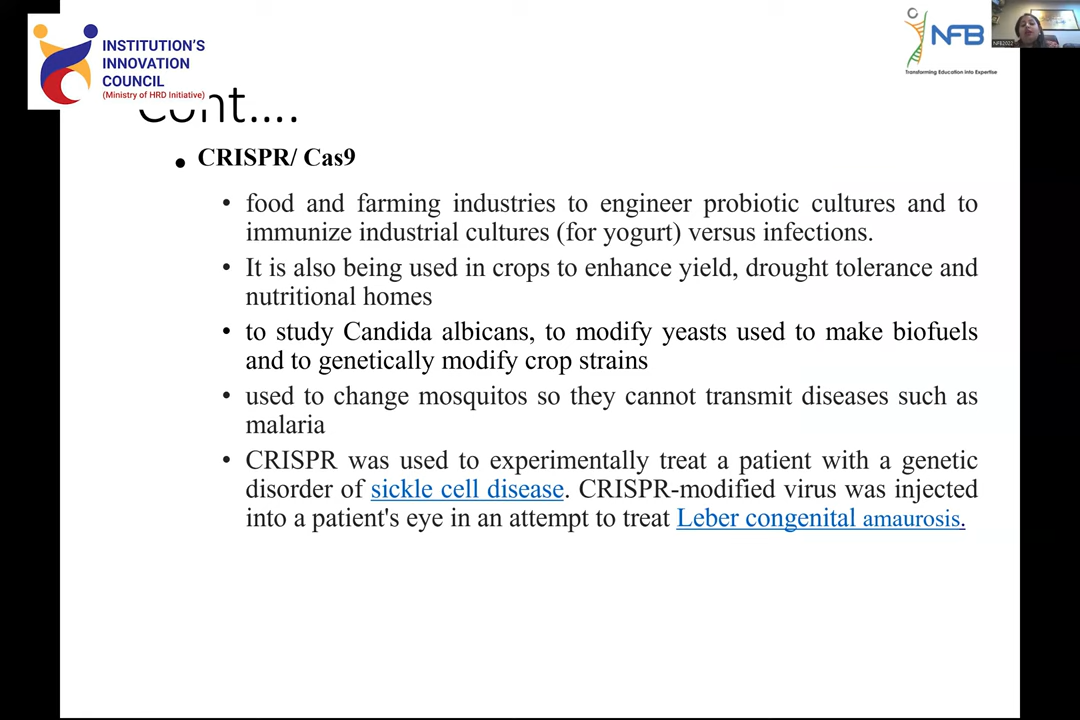 INSTITUTION'S
INNOVATION
COUNCIL
(Ministry of HRD Initiative)
NFB
Transforming Education into Expertise
NFB2022
Cont....
• CRISPR/ Cas9
• food and farming industries to engineer probiotic cultures and to
immunize industrial cultures (for yogurt) versus infections.
• It is also being used in crops to enhance yield, drought tolerance and
nutritional homes
• to study Candida albicans, to modify yeasts used to make biofuels
and to genetically modify crop strains
• used to change mosquitos so they cannot transmit diseases such as
malaria
• CRISPR was used to experimentally treat a patient with a genetic
disorder of sickle cell disease. CRISPR-modified virus was injected
into a patient's eye in an attempt to treat Leber congenital amaurosis.